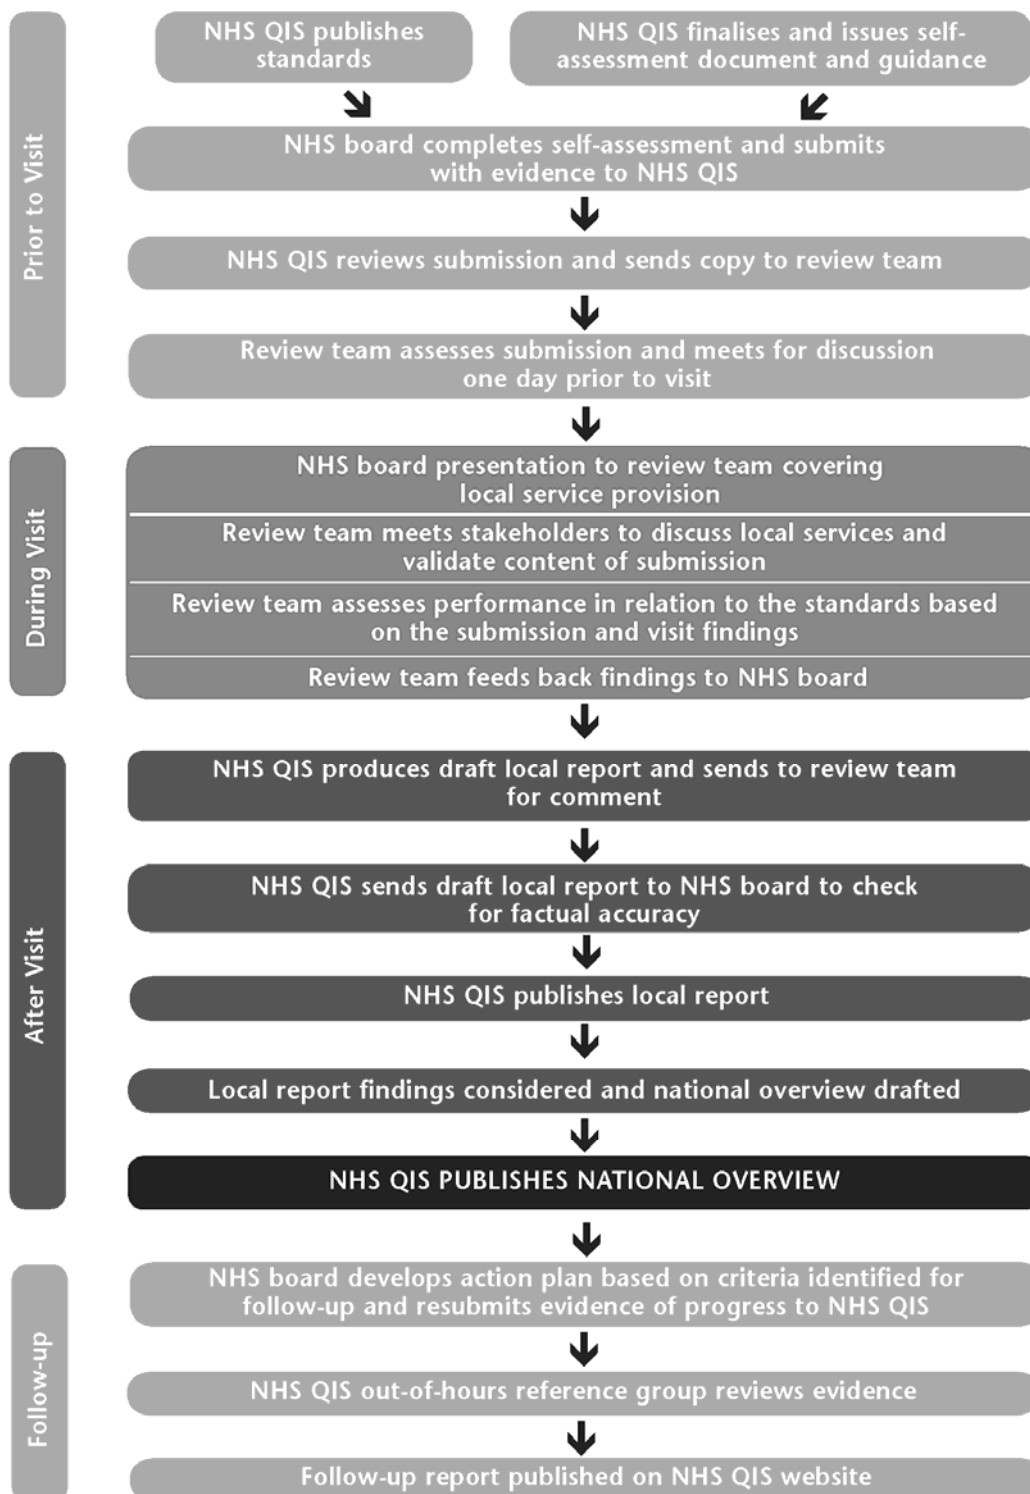 Prior to Visit
NHS QIS publishes
standards
NHS QIS finalises and issues self-
assessment document and guidance
NHS board completes self-assessment and submits
with evidence to NHS QIS
NHS QIS reviews submission and sends copy to review team
Review team assesses submission and meets for discussion
one day prior to visit
During Visit
NHS board presentation to review team covering
local service provision
Review team meets stakeholders to discuss local services and
validate content of submission
Review team assesses performance in relation to the standards based
on the submission and visit findings
Review team feeds back findings to NHS board
After Visit
NHS QIS produces draft local report and sends to review team
for comment
NHS QIS sends draft local report to NHS board to check
for factual accuracy
NHS QIS publishes local report
Local report findings considered and national overview drafted
NHS QIS PUBLISHES NATIONAL OVERVIEW
Follow-up
NHS board develops action plan based on criteria identified for
follow-up and resubmits evidence of progress to NHS QIS
NHS QIS out-of-hours reference group reviews evidence
Follow-up report published on NHS QIS website